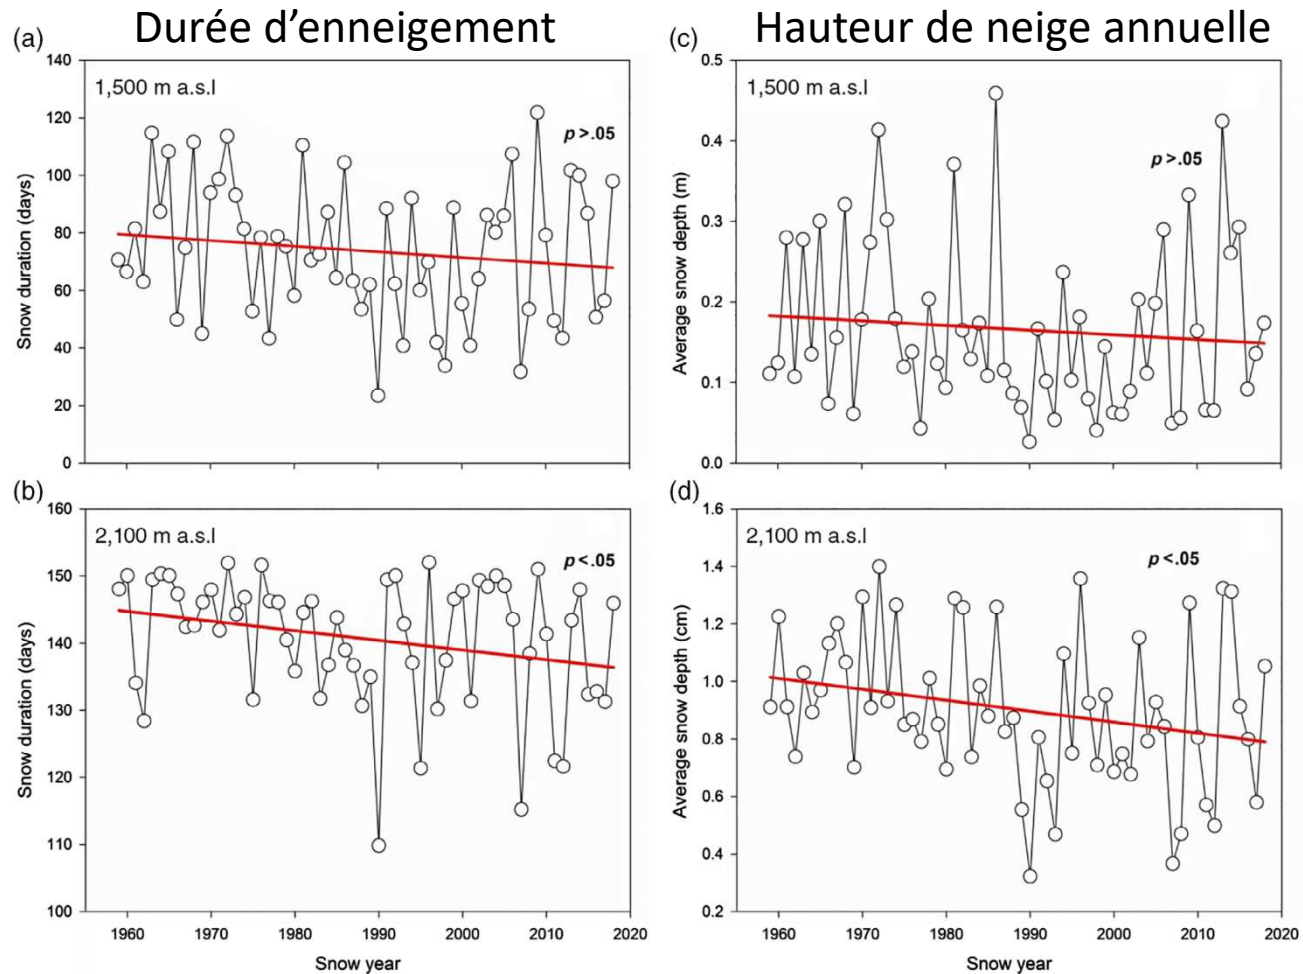 Durée d’enneigement
Hauteur de neige annuelle
(a)
140
120
100
80
60
40
20
0
Snow duration (days)
1,500 m a.s.l
p >.05
(c)
0.5
0.4
0.3
0.2
0.1
0.0
Average snow depth (m)
1,500 m a.s.l
p >.05
(b)
160
150
140
130
120
110
100
Snow duration (days)
2,100 m a.s.l
p <.05
1960 1970 1980 1990 2000 2010 2020
Snow year
(d)
1.6
1.4
1.2
1.0
0.8
0.6
0.4
0.2
Average snow depth (cm)
2,100 m a.s.l
p <.05
1960 1970 1980 1990 2000 2010 2020
Snow year